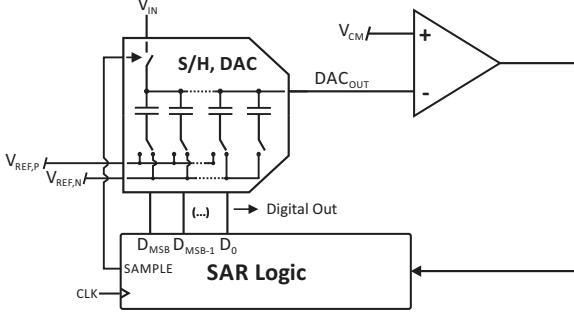 V_IN
S/H, DAC
V_CM
+
-
DAC_OUT
V_REF,P
V_REF,N
(...)
Digital Out
D_MSB D_MSB-1 D_0
SAMPLE
SAR Logic
CLK